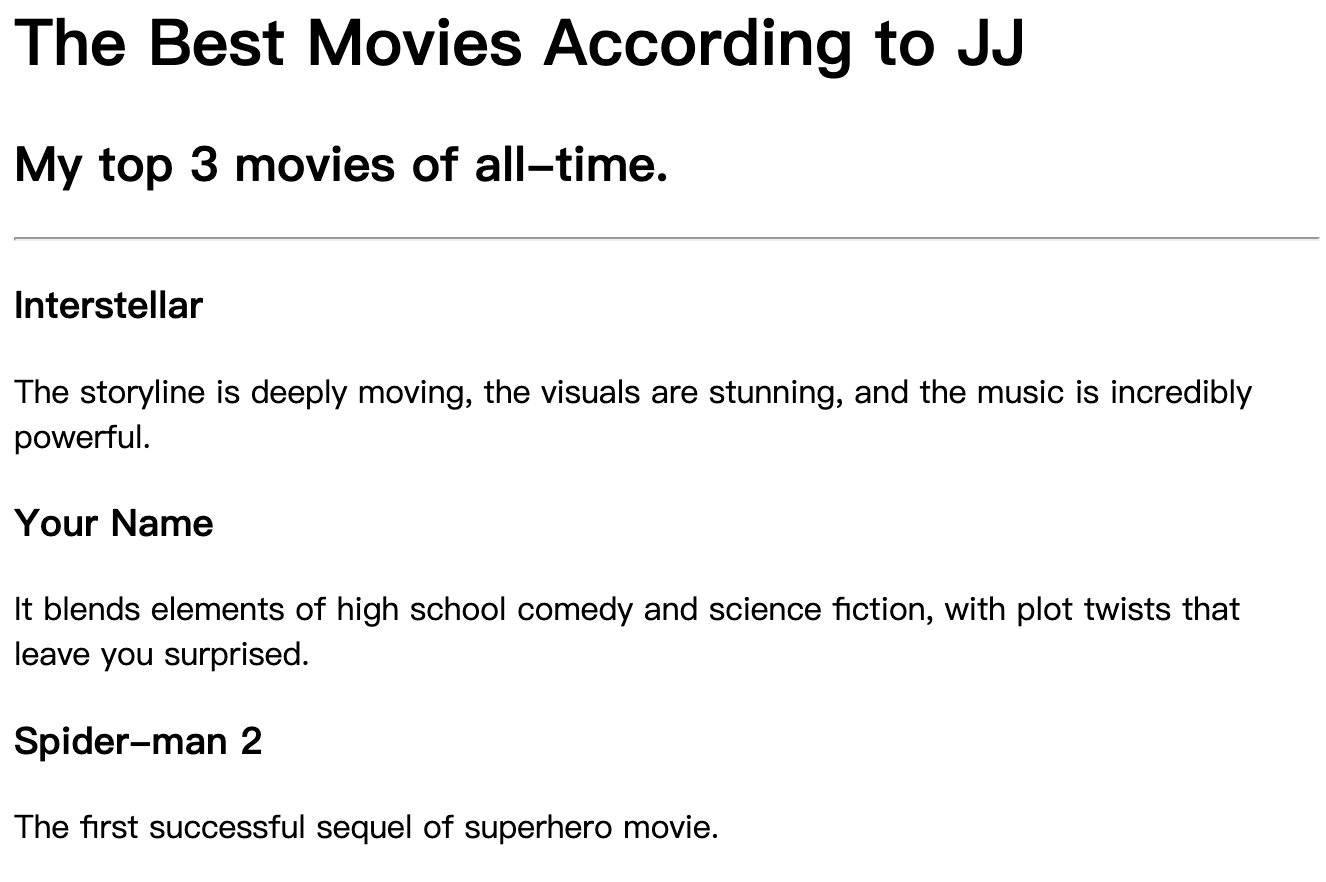 The Best Movies According to JJ
My top 3 movies of all-time.
Interstellar
The storyline is deeply moving, the visuals are stunning, and the music is incredibly
powerful.
Your Name
It blends elements of high school comedy and science fiction, with plot twists that
leave you surprised.
Spider-man 2
The first successful sequel of superhero movie.